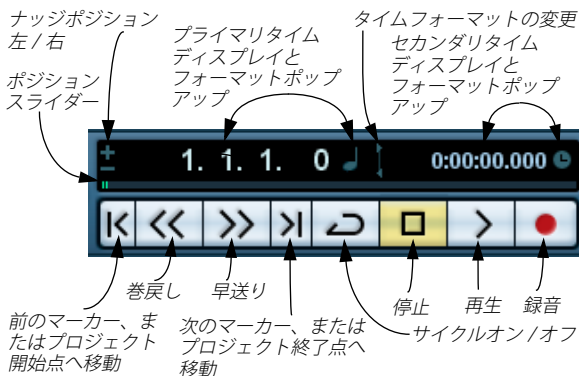 ナッジポジション
左 / 右
プライマリタイム
ディスプレイと
フォーマットポップ
アップ
タイムフォーマットの変更
セカンダリタイム
ディスプレイと
フォーマットポップ
アップ
ポジション
スライダー
1. 1. 1. 0
0:00:00.000
巻戻し
早送り
停止
再生
録音
前のマーカー、ま
たはプロジェクト
開始点へ移動
次のマーカー、または
プロジェクト終了点へ
移動
サイクルオン / オフ